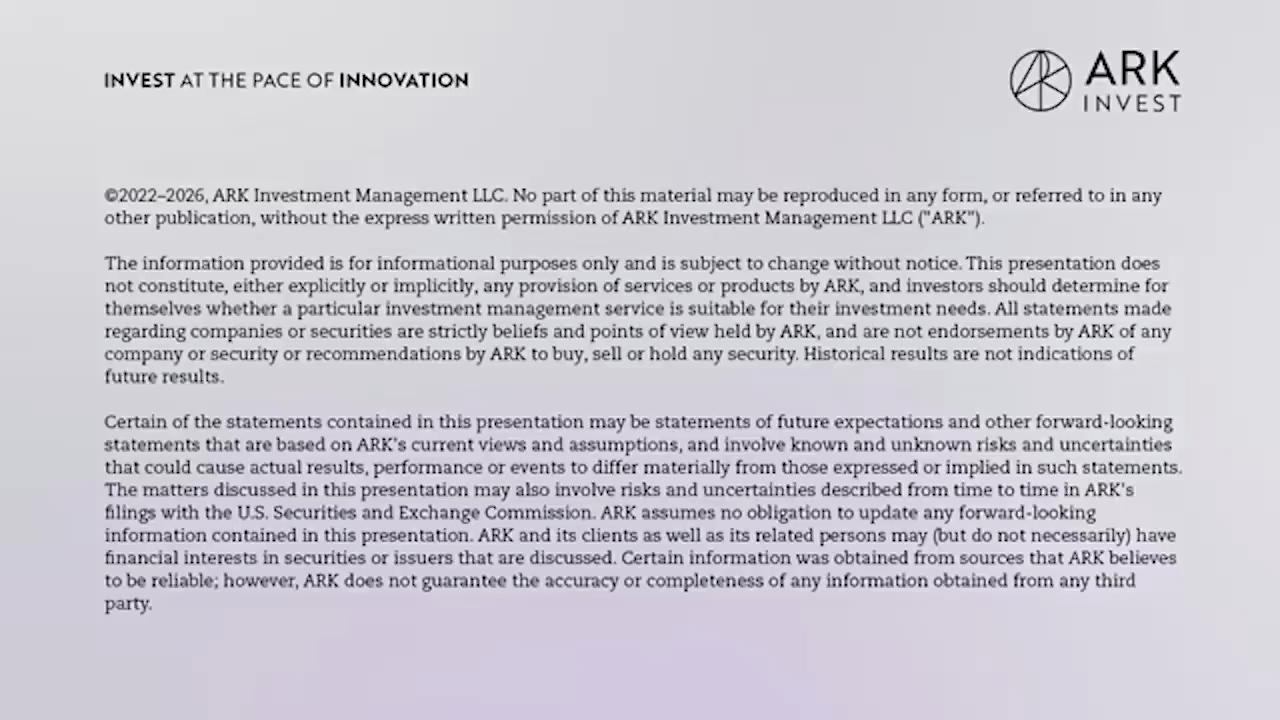 INVEST AT THE PACE OF INNOVATION
ARK
INVEST
©2022–2026, ARK Investment Management LLC. No part of this material may be reproduced in any form, or referred to in any
other publication, without the express written permission of ARK Investment Management LLC ("ARK").
The information provided is for informational purposes only and is subject to change without notice. This presentation does
not constitute, either explicitly or implicitly, any provision of services or products by ARK, and investors should determine for
themselves whether a particular investment management service is suitable for their investment needs. All statements made
regarding companies or securities are strictly beliefs and points of view held by ARK, and are not endorsements by ARK of any
company or security or recommendations by ARK to buy, sell or hold any security. Historical results are not indications of
future results.
Certain of the statements contained in this presentation may be statements of future expectations and other forward-looking
statements that are based on ARK's current views and assumptions, and involve known and unknown risks and uncertainties
that could cause actual results, performance or events to differ materially from those expressed or implied in such statements.
The matters discussed in this presentation may also involve risks and uncertainties described from time to time in ARK's
filings with the U.S. Securities and Exchange Commission. ARK assumes no obligation to update any forward-looking
information contained in this presentation. ARK and its clients as well as its related persons may (but do not necessarily) have
financial interests in securities or issuers that are discussed. Certain information was obtained from sources that ARK believes
to be reliable; however, ARK does not guarantee the accuracy or completeness of any information obtained from any third
party.